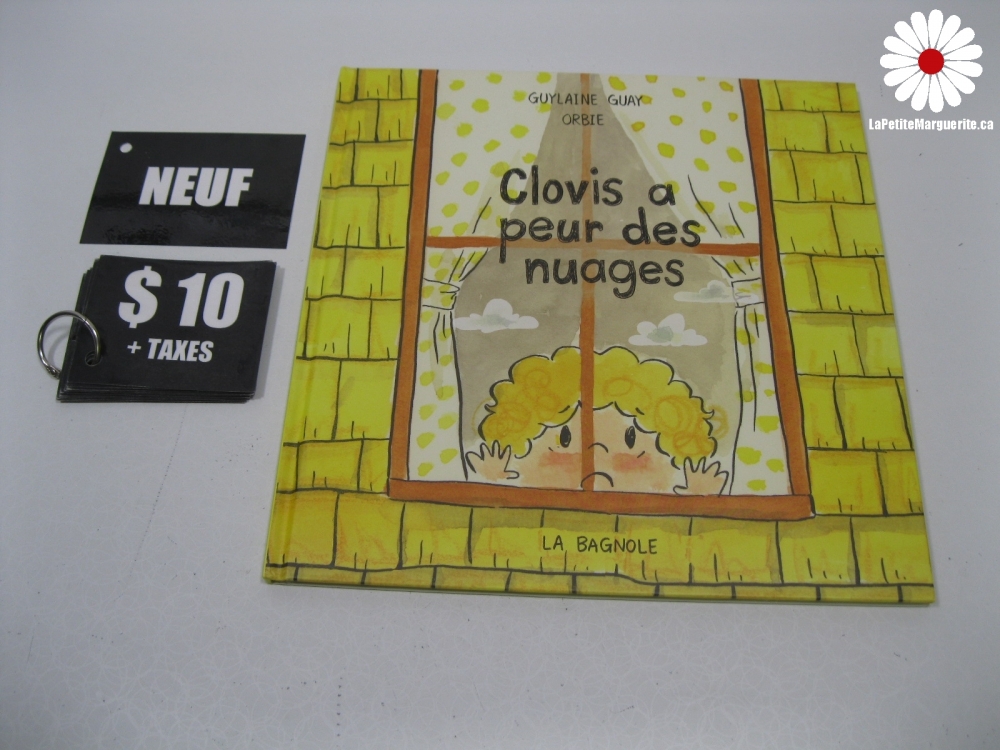 LaPetiteMarguerite.ca
NEUF
$ 10
+ TAXES
GUYLAINE GUAY
ORBIE
Clovis a
peur des
nuages
LA BAGNOLE